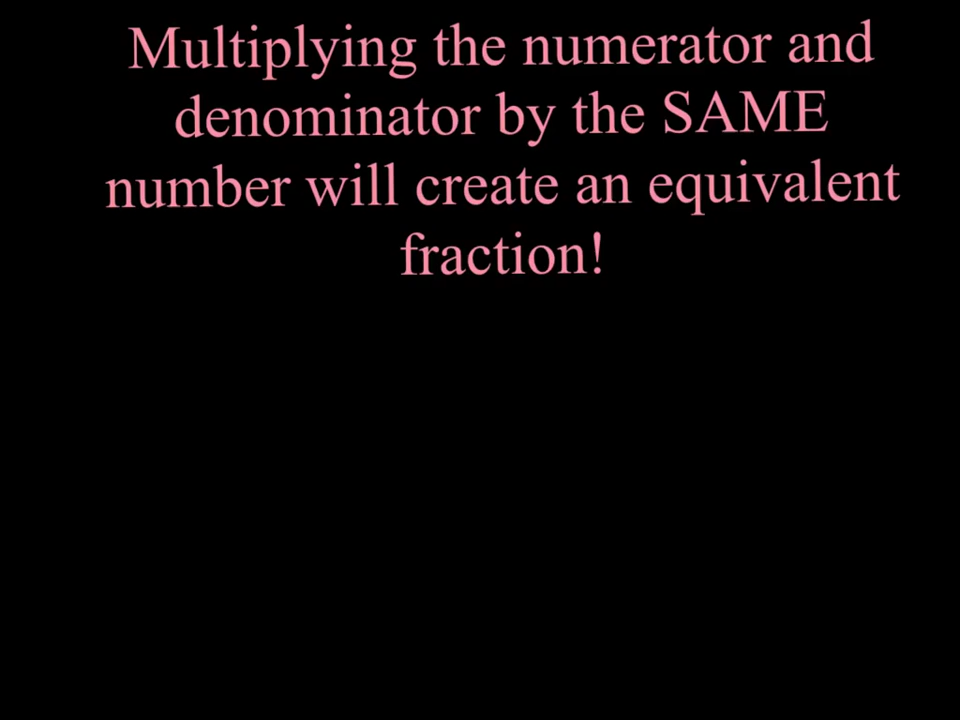 Multiplying the numerator and
denominator by the SAME
number will create an equivalent
fraction!